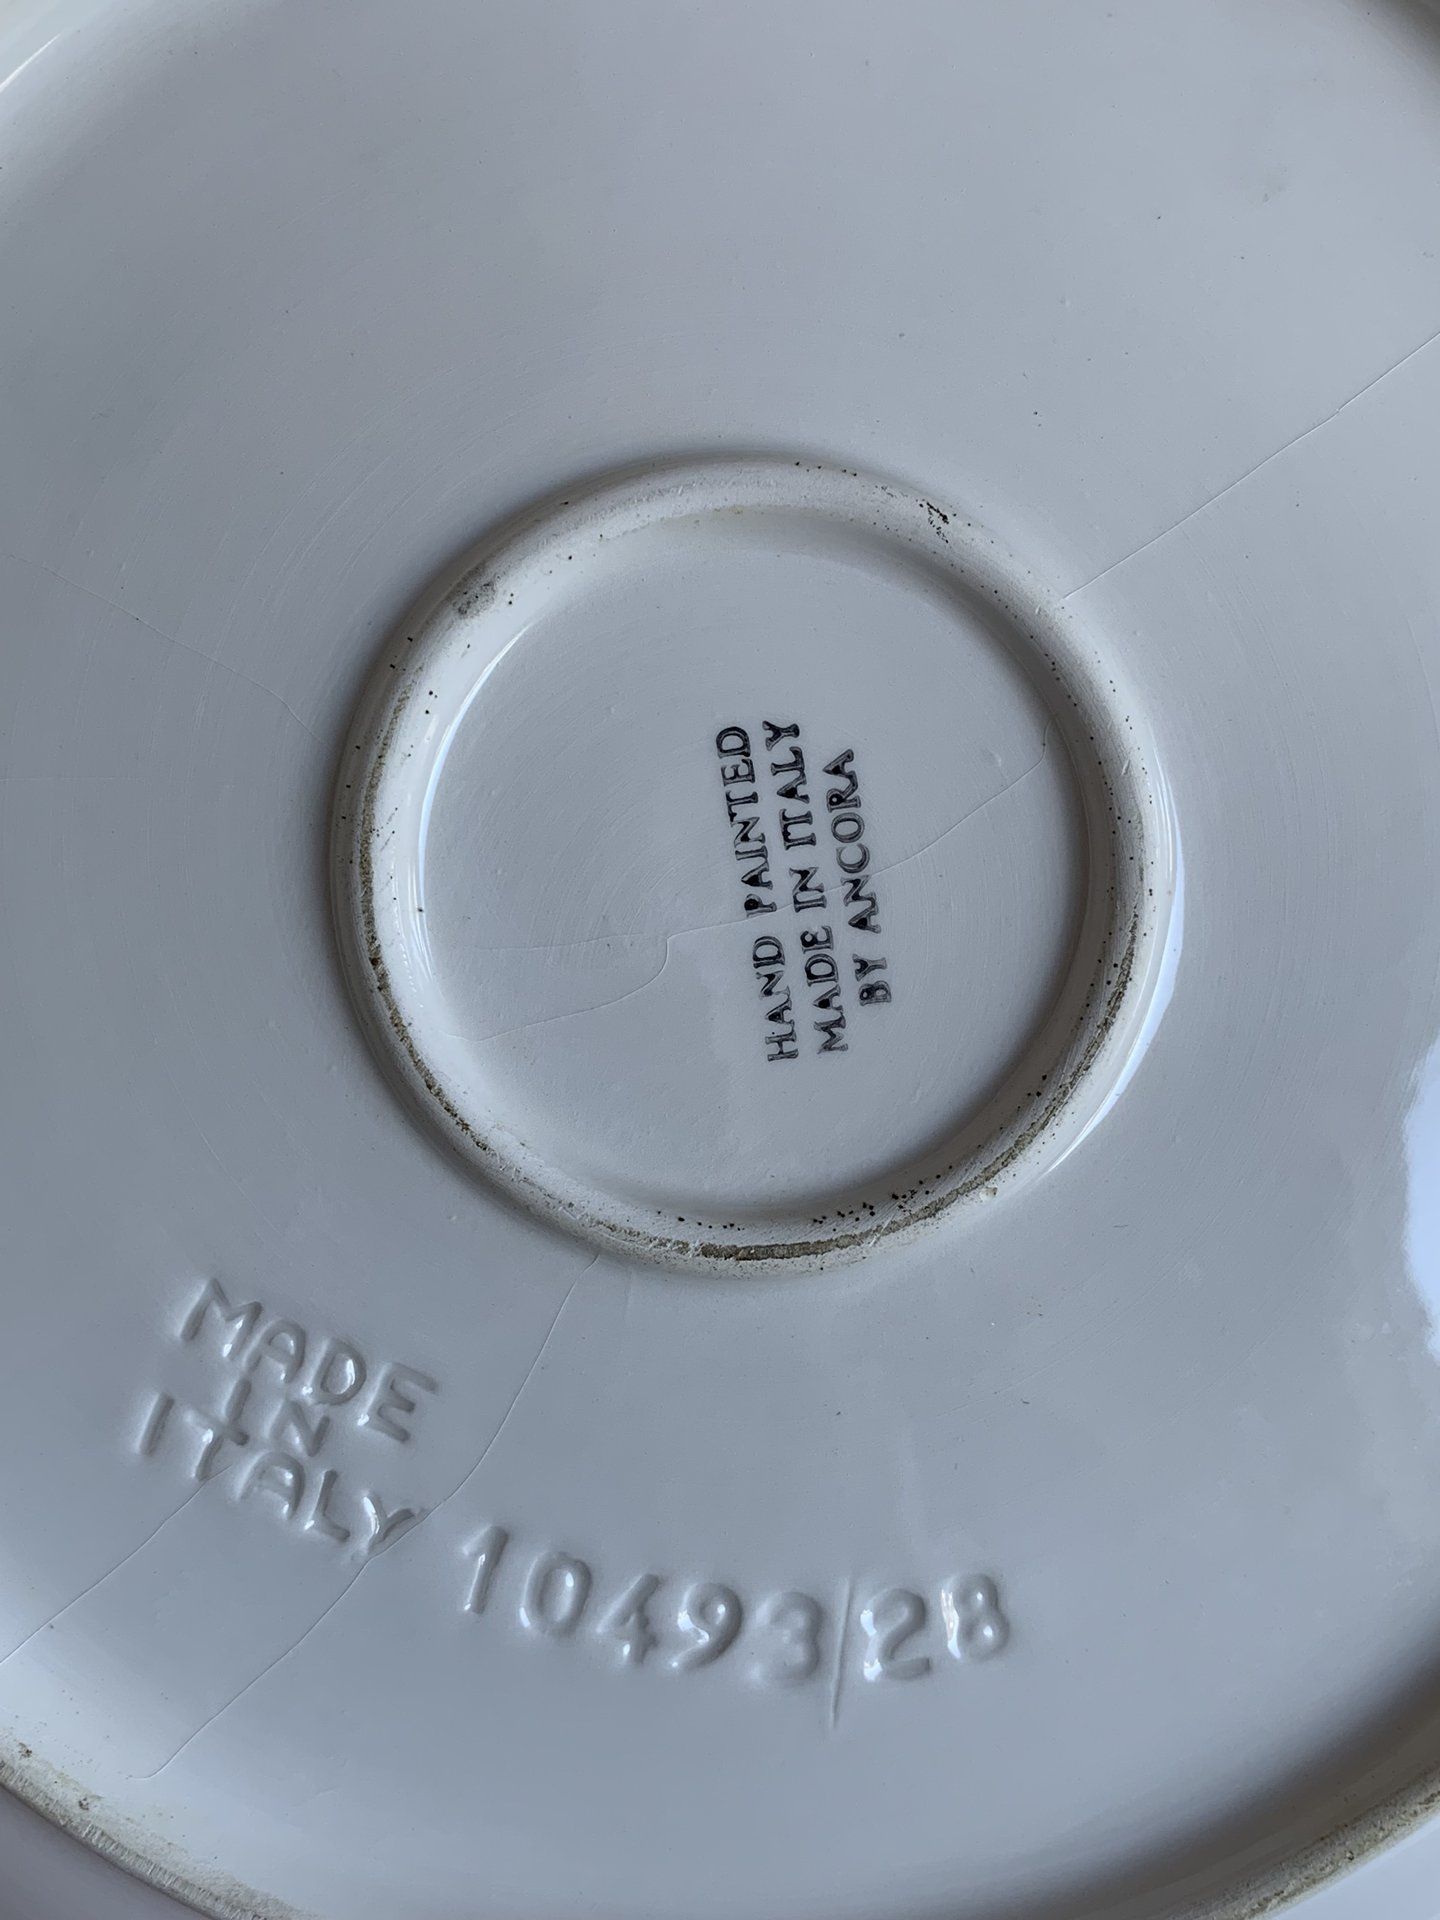 HAND PAINTED
MADE IN ITALY
BY ANCORA
MADE
IN
ITALY
10493/28